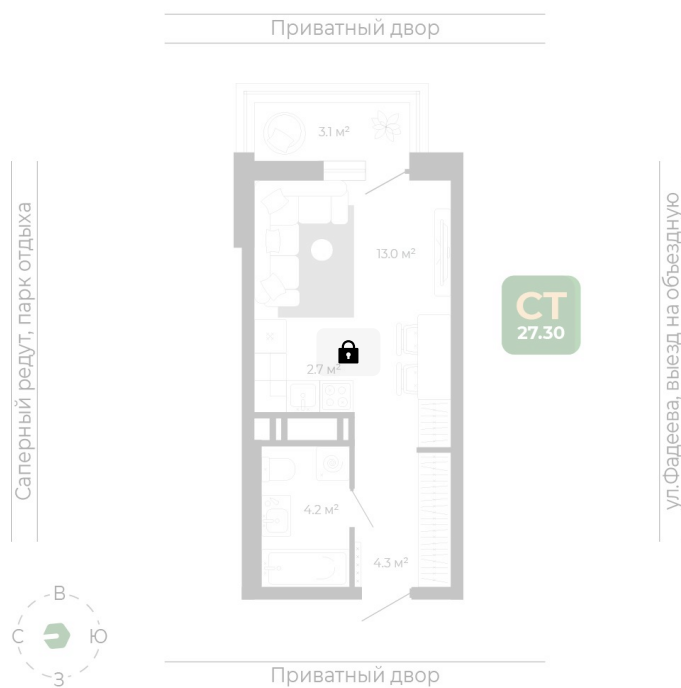 Приватный двор
3.1 м²
Саперный редут, парк отдыха
13.0 м²
ул.Фадеева, выезд на объездную
СТ
27.30
2.7 м²
4.2 м²
4.3 м²
В
С
Ю
З
Приватный двор